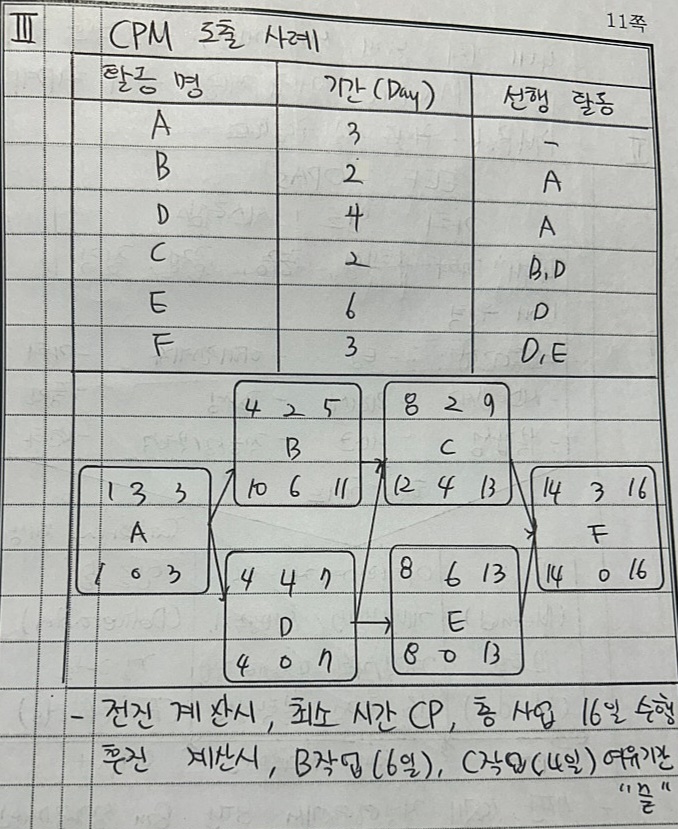 11쪽
III CPM 도출 사례
활동 명 기간(Day) 선행 활동
A 3 -
B 2 A
D 4 A
C 2 B,D
E 6 D
F 3 D,E
4 2 5
B
10 6 11
8 2 9
C
12 4 13
1 3 3
A
1 0 3
14 3 16
F
14 0 16
4 4 7
D
4 0 7
8 6 13
E
8 0 13
- 전진 계산시, 최소 시간 CP, 총 사업 16일 수행
후진 계산시, B작업(6일), C작업(4일) 여유기간
"끝"